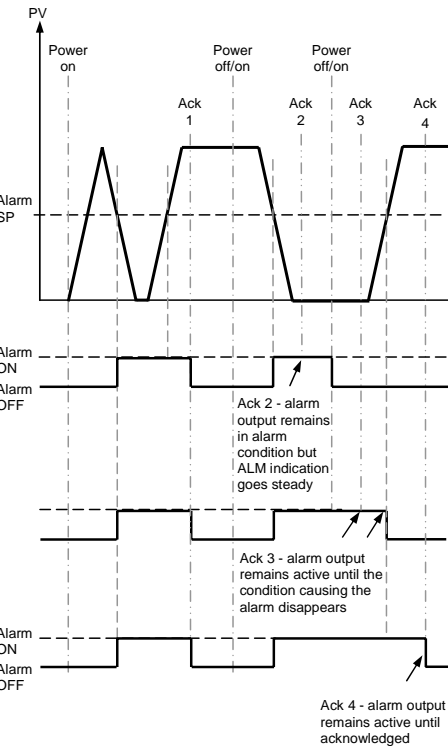 PV
Power
on
Power
off/on
Power
off/on
Ack
1
Ack
2
Ack
3
Ack
4
Alarm
SP
Alarm
ON
Alarm
OFF
Ack 2 - alarm
output remains
in alarm
condition but
ALM indication
goes steady
Ack 3 - alarm output
remains active until the
condition causing the
alarm disappears
Alarm
ON
Alarm
OFF
Ack 4 - alarm output
remains active until
acknowledged